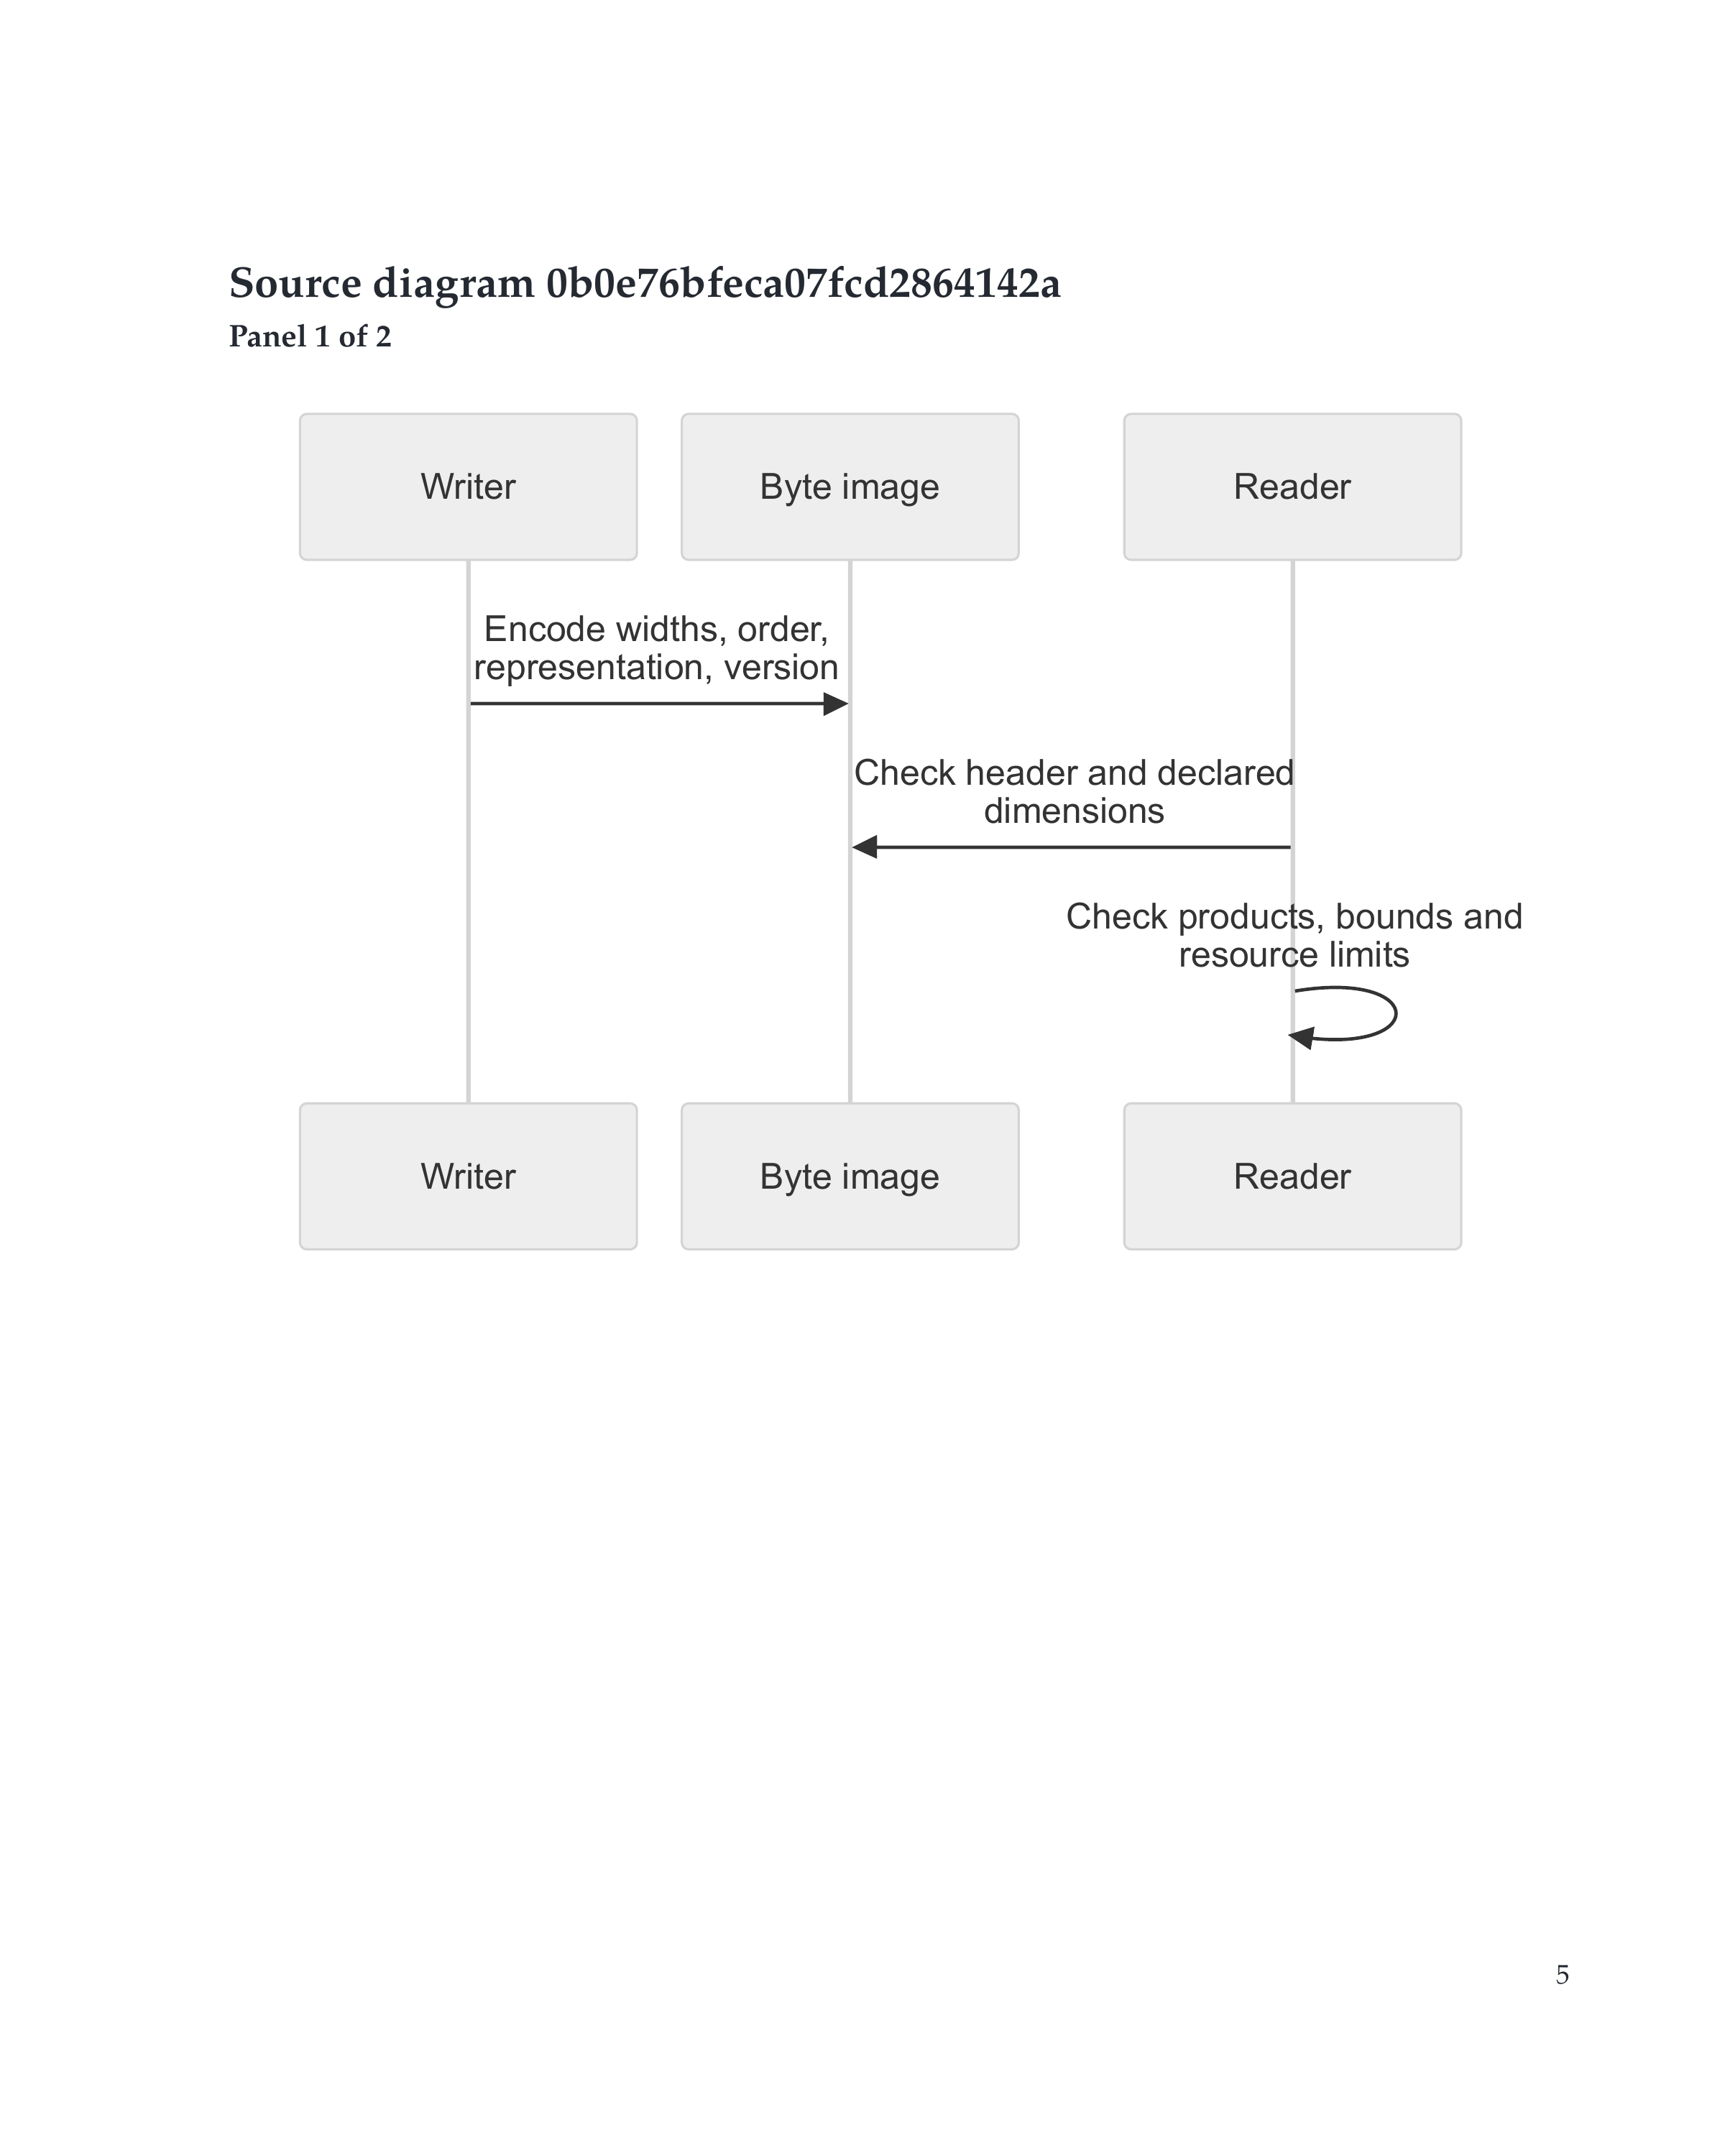 Source diagram 0b0e76bfeca07fcd2864142a
Panel 1 of 2
Writer
Byte image
Reader
Encode widths, order,
representation, version
Check header and declared
dimensions
Check products, bounds and
resource limits
Writer
Byte image
Reader
5